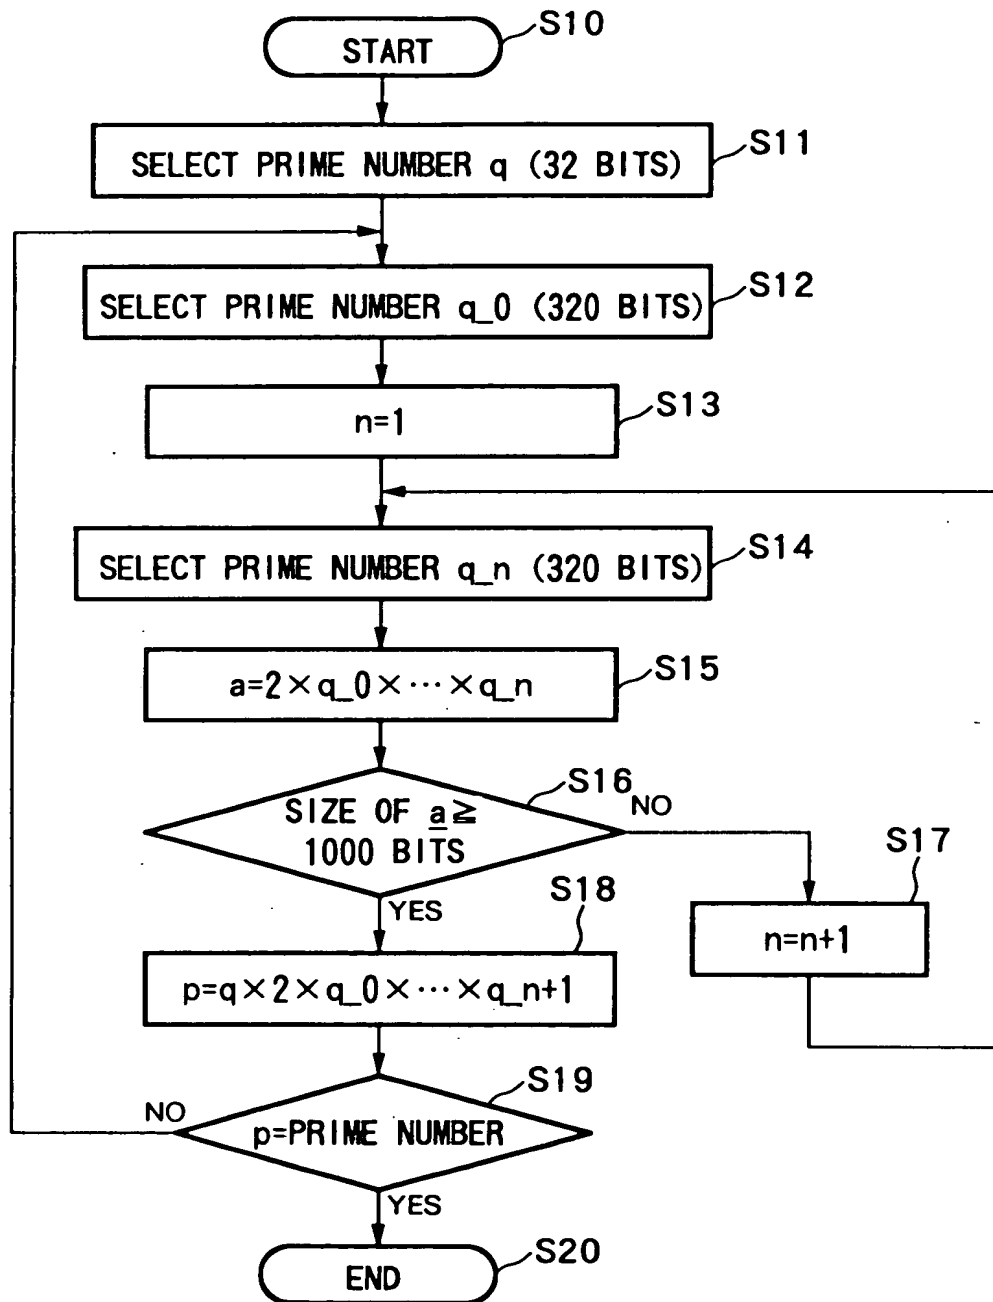 START
S10
SELECT PRIME NUMBER q (32 BITS)
S11
SELECT PRIME NUMBER q_0 (320 BITS)
S12
n=1
S13
SELECT PRIME NUMBER q_n (320 BITS)
S14
a=2×q_0×⋯×q_n
S15
SIZE OF a≧
1000 BITS
S16
NO
YES
S17
n=n+1
S18
p=q×2×q_0×⋯×q_n+1
S19
NO
p=PRIME NUMBER
YES
END
S20